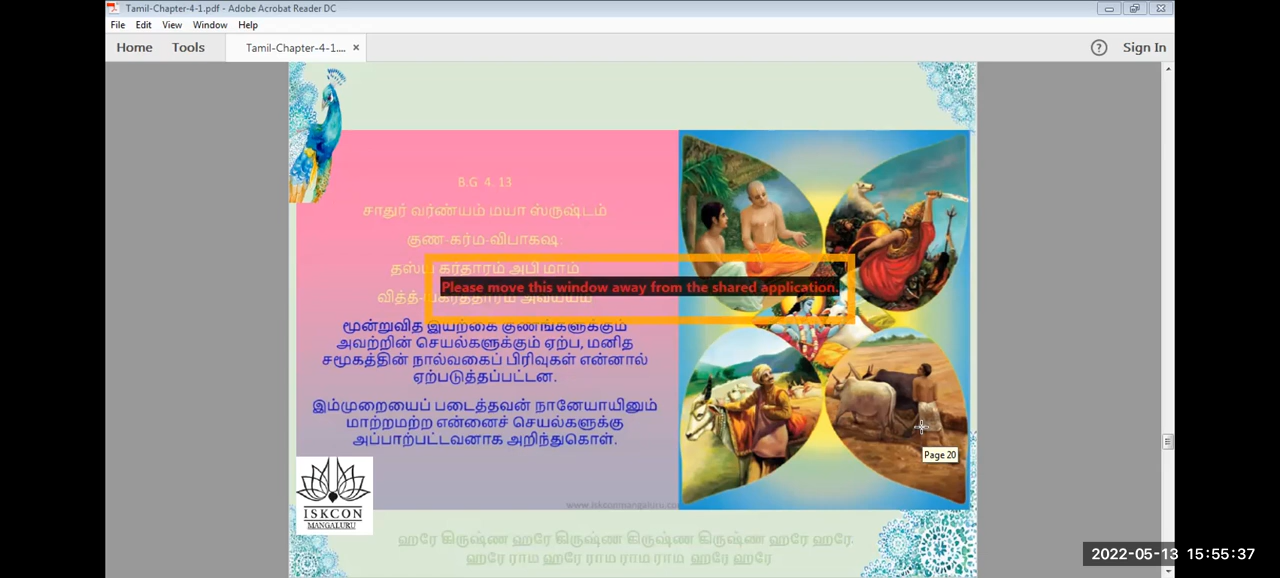 Tamil-Chapter-4-1.pdf - Adobe Acrobat Reader DC
File Edit View Window Help
Home Tools Tamil-Chapter-4-1.... × ? Sign In
B.G 4. 13
சாதுர் வர்ண்யம் மயா ஸ்ருஷ்டம்
குண-கர்ம-விபாகஷ:
தஸ்ய கர்தாரம் அபி மாம்
Please move this window away from the shared application.
மூன்றுவித இயற்கை குணங்களுக்கும்
அவற்றின் செயல்களுக்கும் ஏற்ப, மனித
சமூகத்தின் நால்வகைப் பிரிவுகள் என்னால்
ஏற்படுத்தப்பட்டன.
இம்முறையைப் படைத்தவன் நானேயாயினும்
மாற்றமற்ற என்னைச் செயல்களுக்கு
அப்பாற்பட்டவனாக அறிந்துகொள்.
Page 20
ISKCON
MANGALURU
ஹரே கிருஷ்ண ஹரே கிருஷ்ண கிருஷ்ண கிருஷ்ண ஹரே ஹரே
ஹரே ராம ஹரே ராம ராம ராம ஹரே ஹரே
2022-05-13 15:55:37